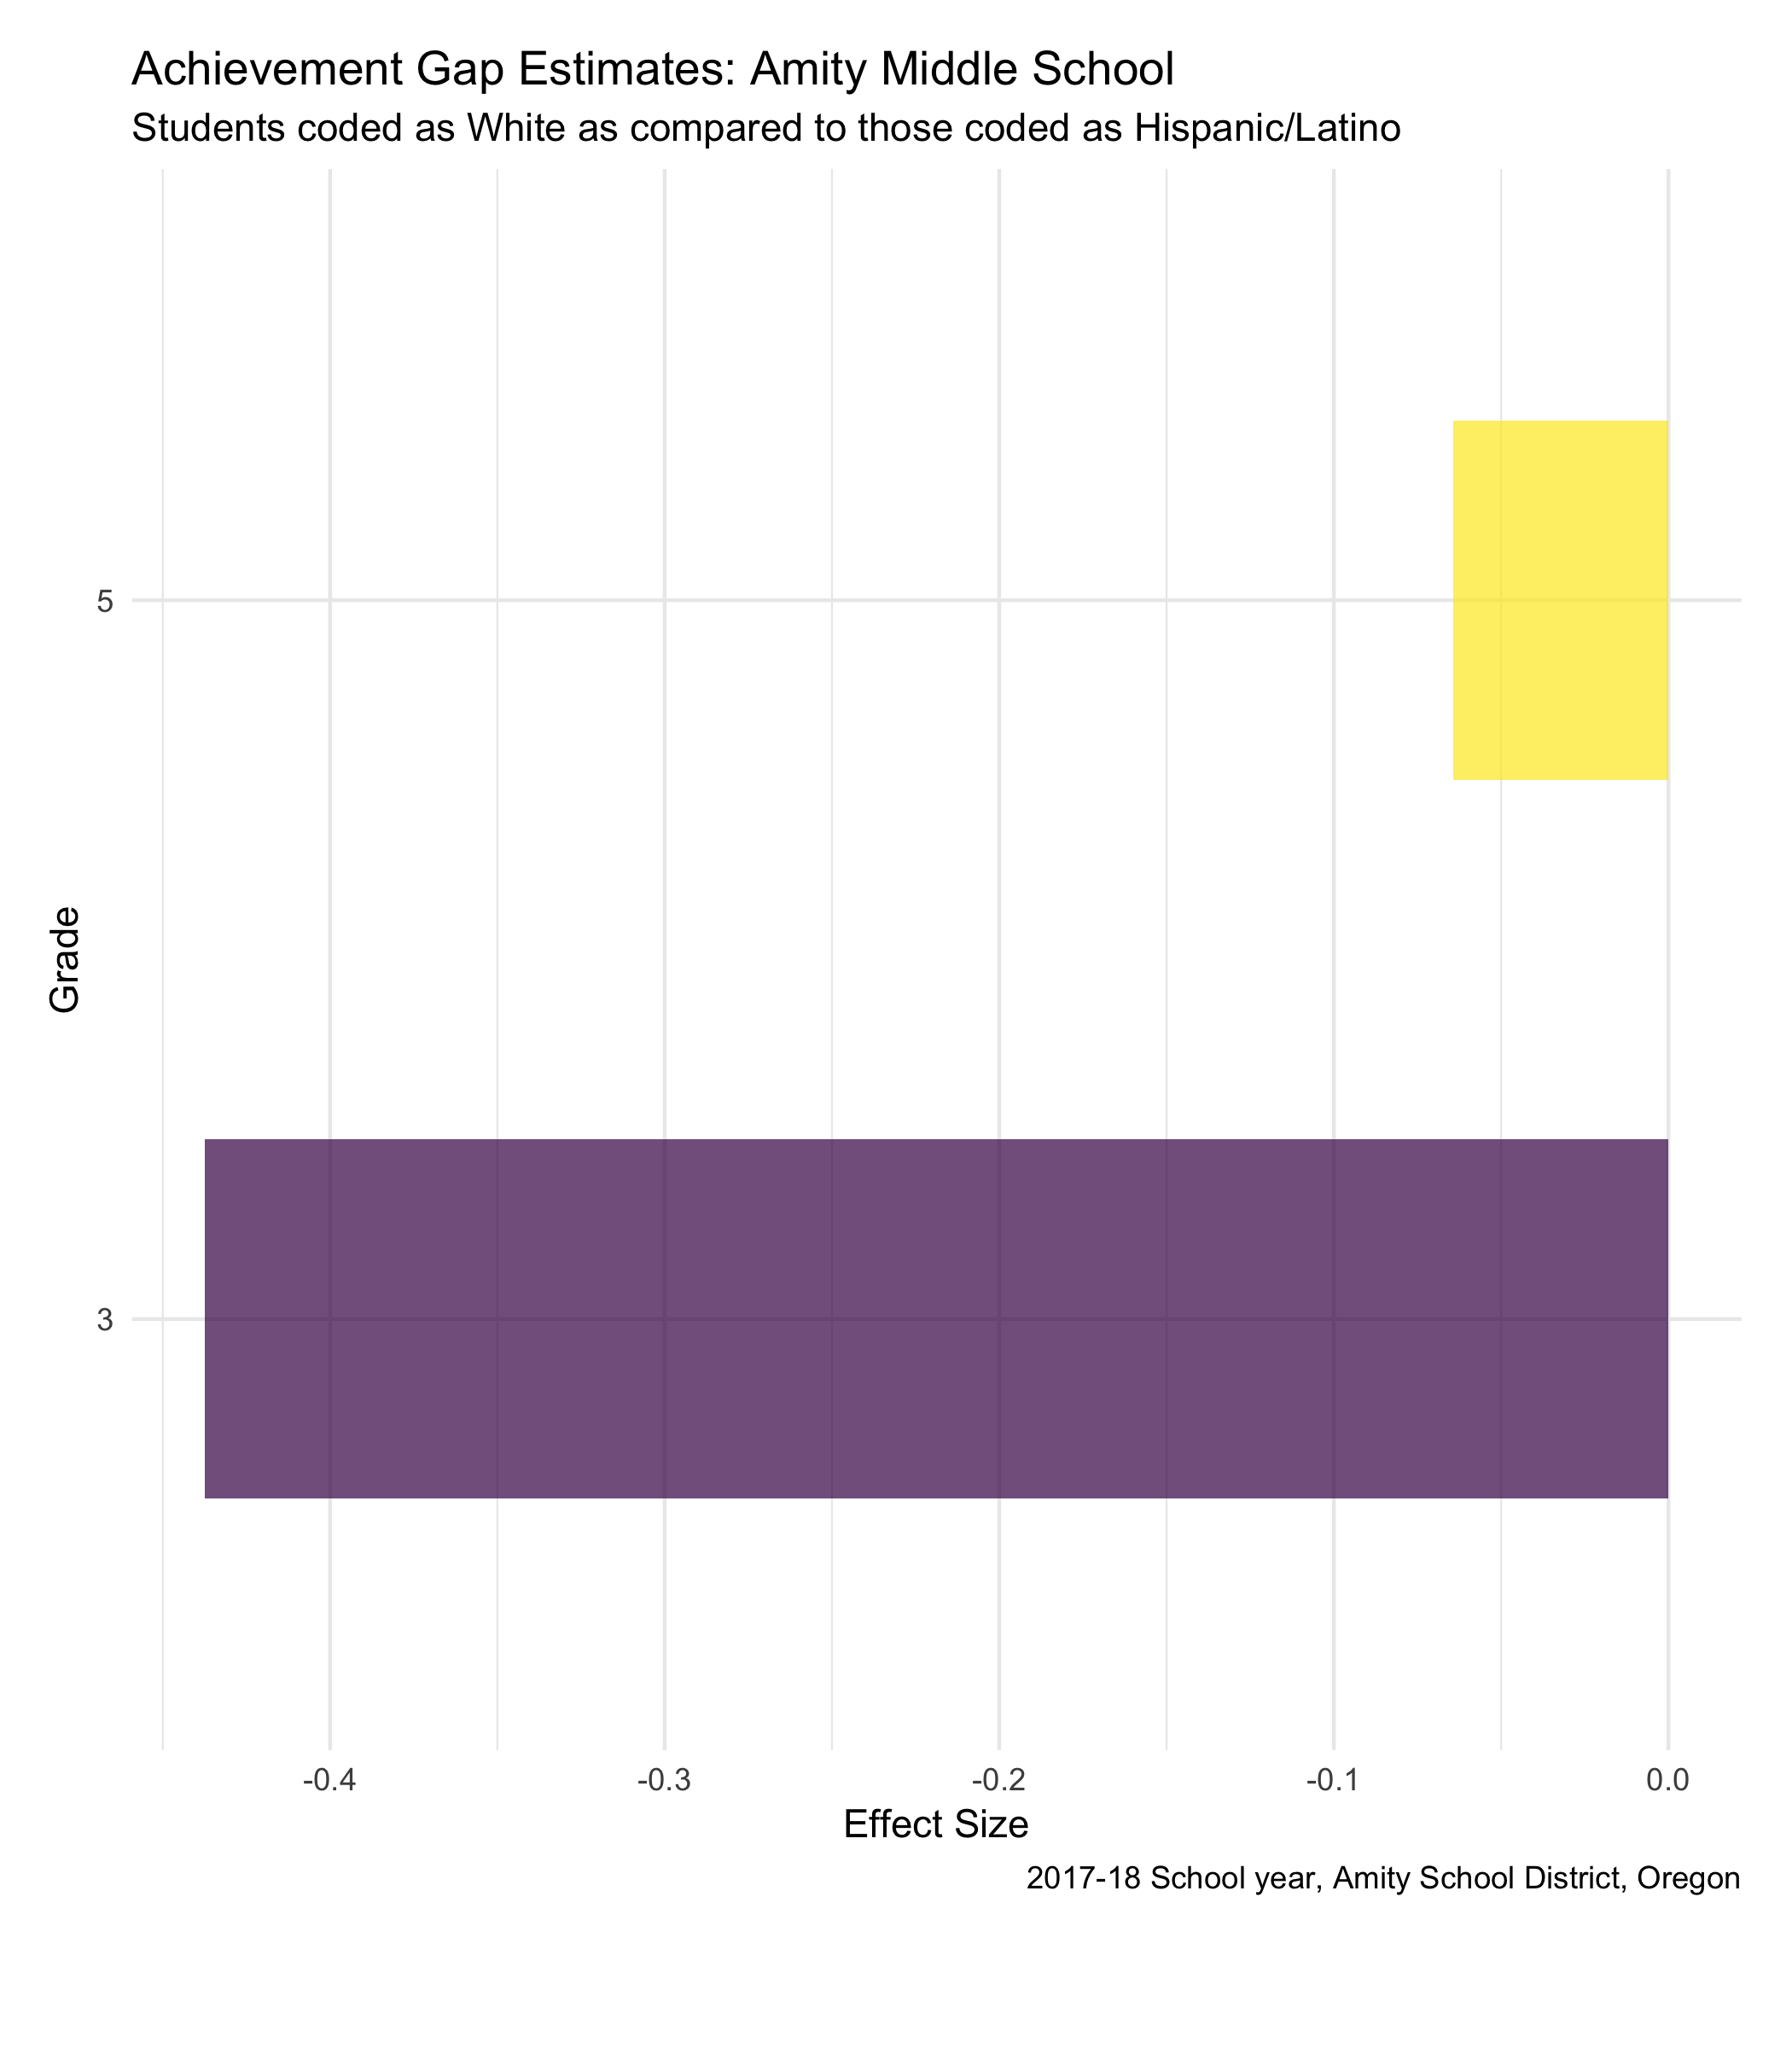 Achievement Gap Estimates: Amity Middle School
Students coded as White as compared to those coded as Hispanic/Latino
5
Grade
3
-0.4 -0.3 -0.2 -0.1 0.0
Effect Size
2017-18 School year, Amity School District, Oregon